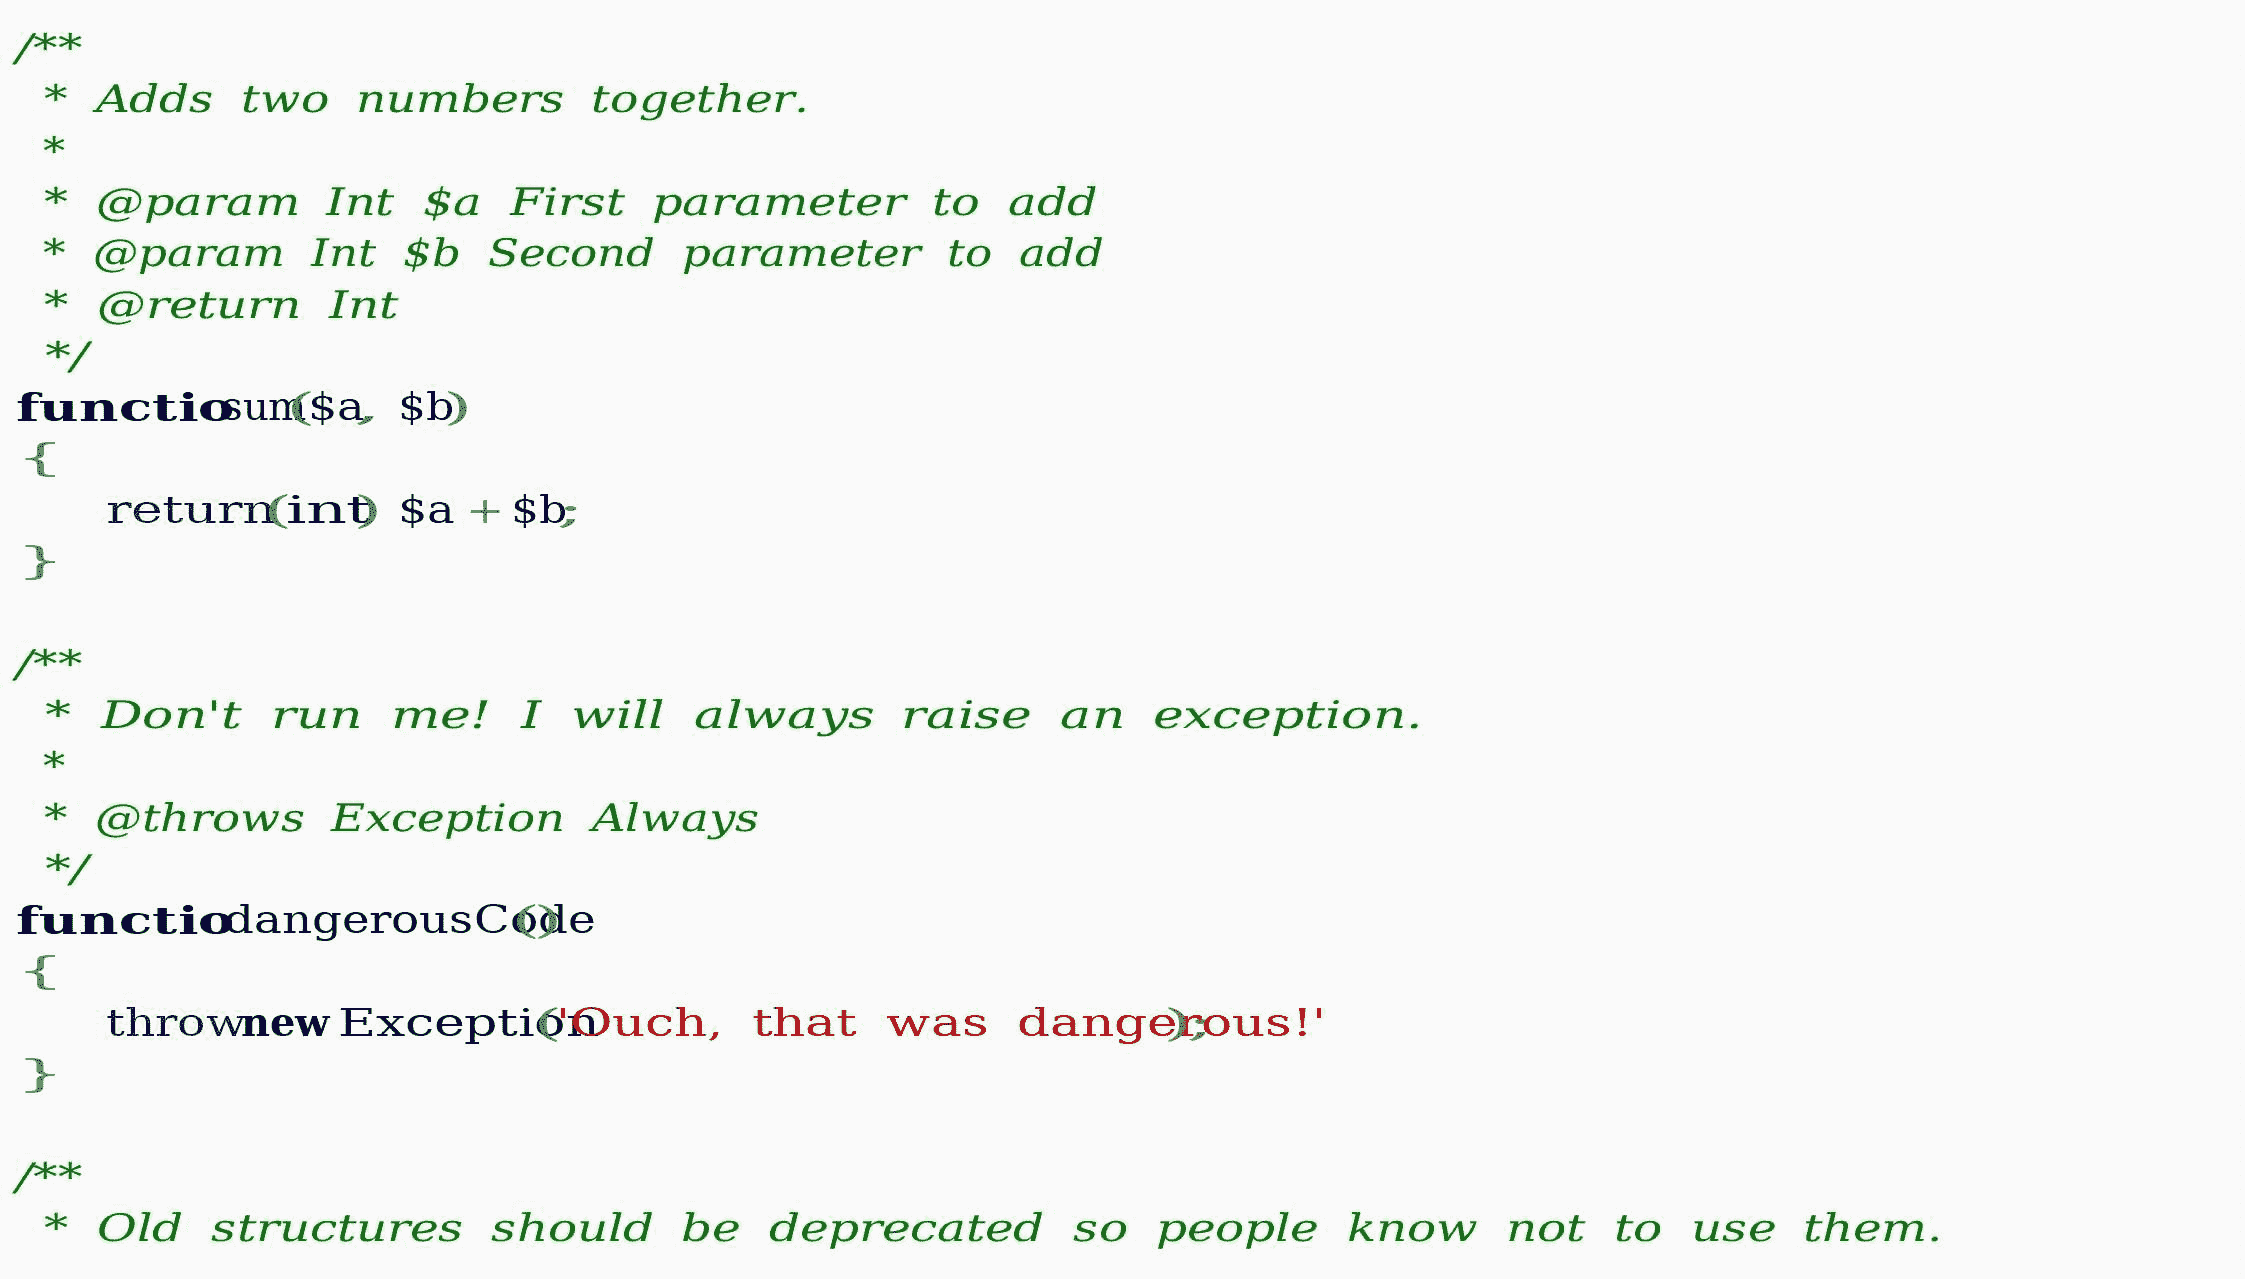 /**
 * Adds two numbers together.
 *
 * @param Int $a First parameter to add
 * @param Int $b Second parameter to add
 * @return Int
 */
functio sum($a, $b)
{
    return(int) $a + $b;
}

/**
 * Don't run me! I will always raise an exception.
 *
 * @throws Exception Always
 */
functio dangerousCode()
{
    throw new Exception('Ouch, that was dangerous!');
}

/**
 * Old structures should be deprecated so people know not to use them.